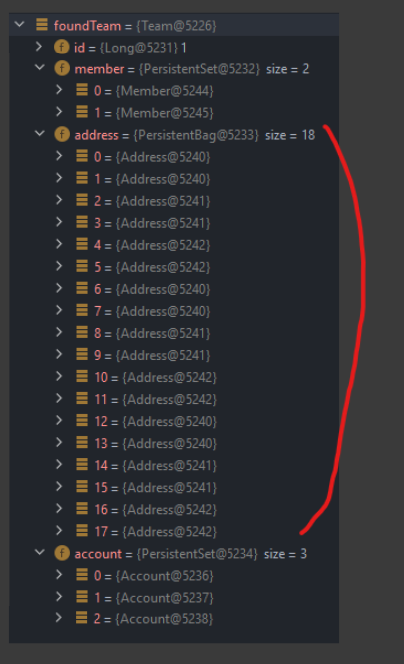 foundTeam = {Team@5226}
f id = {Long@5231} 1
f member = {PersistentSet@5232} size = 2
0 = {Member@5244}
1 = {Member@5245}
f address = {PersistentBag@5233} size = 18
0 = {Address@5240}
1 = {Address@5240}
2 = {Address@5241}
3 = {Address@5241}
4 = {Address@5242}
5 = {Address@5242}
6 = {Address@5240}
7 = {Address@5240}
8 = {Address@5241}
9 = {Address@5241}
10 = {Address@5242}
11 = {Address@5242}
12 = {Address@5240}
13 = {Address@5240}
14 = {Address@5241}
15 = {Address@5241}
16 = {Address@5242}
17 = {Address@5242}
f account = {PersistentSet@5234} size = 3
0 = {Account@5236}
1 = {Account@5237}
2 = {Account@5238}